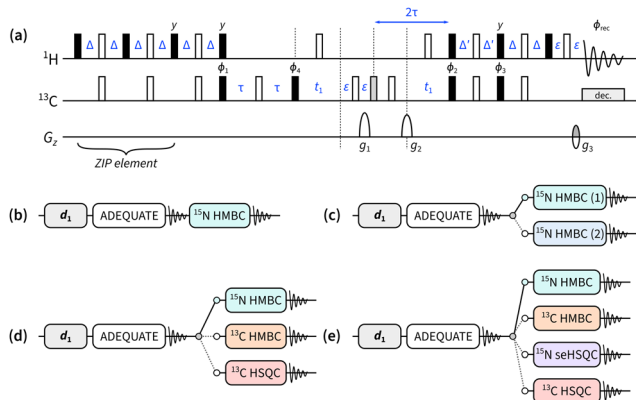 2τ
(a) y y y ϕrec
¹H Δ Δ Δ Δ Δ' Δ' Δ Δ ε ε
ϕ1 ϕ4 ϕ2 ϕ3
¹³C τ τ t1 ε ε t1 dec.
Gz g1 g2 g3
ZIP element
(b) d1 ADEQUATE ¹⁵N HMBC
(c) d1 ADEQUATE ¹⁵N HMBC (1)
¹⁵N HMBC (2)
(d) d1 ADEQUATE ¹⁵N HMBC
¹³C HMBC
¹³C HSQC
(e) d1 ADEQUATE ¹⁵N HMBC
¹³C HMBC
¹⁵N seHSQC
¹³C HSQC